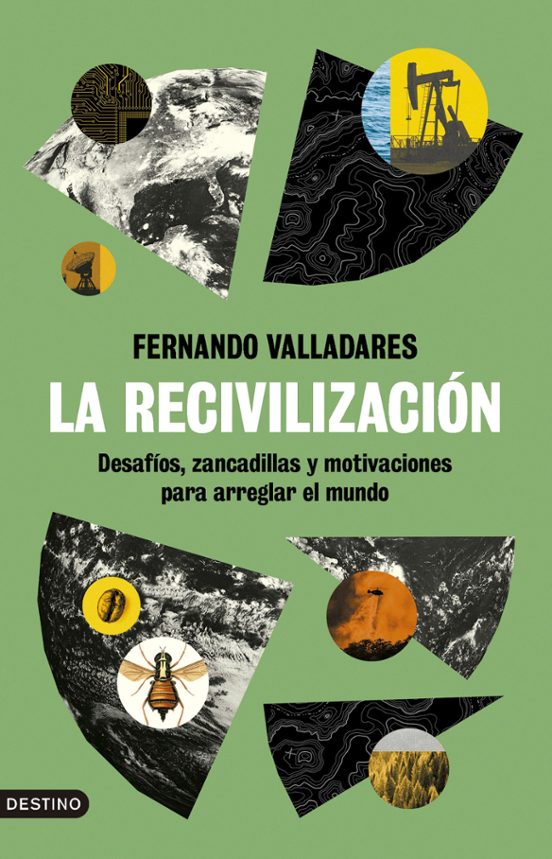 FERNANDO VALLADARES
LA RECIVILIZACIÓN
Desafíos, zancadillas y motivaciones
para arreglar el mundo
DESTINO